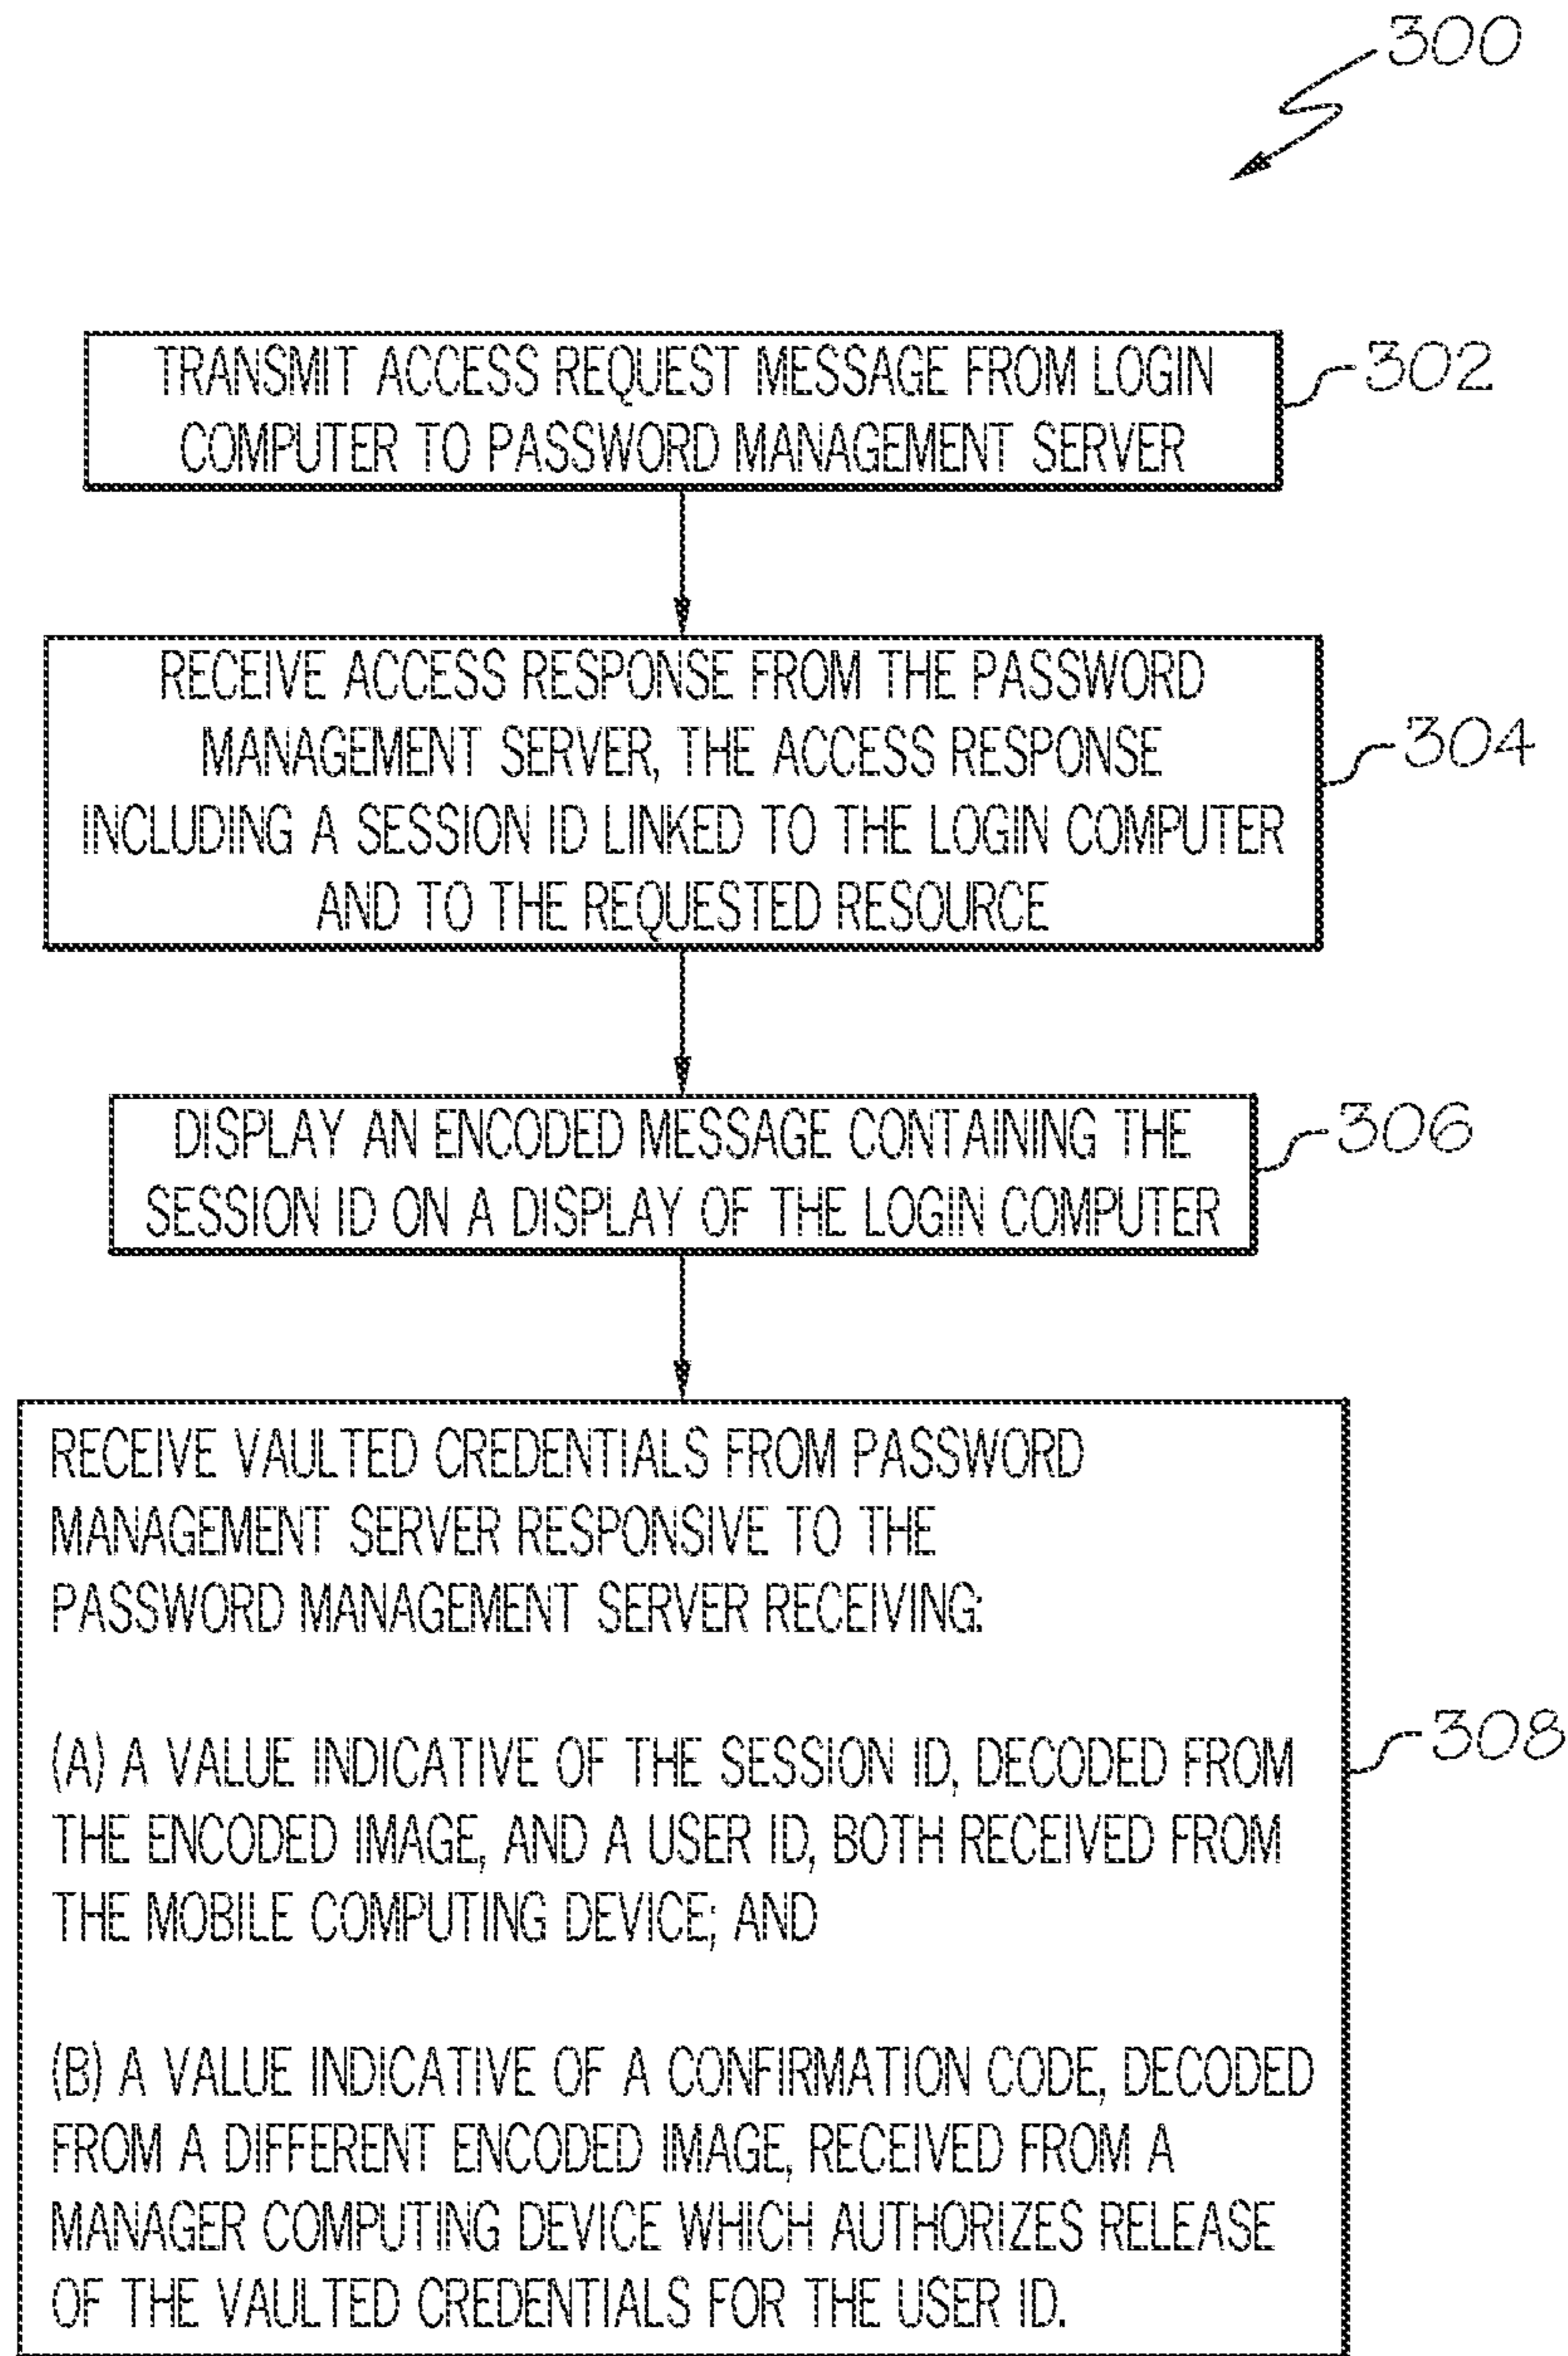 300
TRANSMIT ACCESS REQUEST MESSAGE FROM LOGIN
COMPUTER TO PASSWORD MANAGEMENT SERVER
302
RECEIVE ACCESS RESPONSE FROM THE PASSWORD
MANAGEMENT SERVER, THE ACCESS RESPONSE
INCLUDING A SESSION ID LINKED TO THE LOGIN COMPUTER
AND TO THE REQUESTED RESOURCE
304
DISPLAY AN ENCODED MESSAGE CONTAINING THE
SESSION ID ON A DISPLAY OF THE LOGIN COMPUTER
306
RECEIVE VAULTED CREDENTIALS FROM PASSWORD
MANAGEMENT SERVER RESPONSIVE TO THE
PASSWORD MANAGEMENT SERVER RECEIVING:
(A) A VALUE INDICATIVE OF THE SESSION ID, DECODED FROM
THE ENCODED IMAGE, AND A USER ID, BOTH RECEIVED FROM
THE MOBILE COMPUTING DEVICE; AND
(B) A VALUE INDICATIVE OF A CONFIRMATION CODE, DECODED
FROM A DIFFERENT ENCODED IMAGE, RECEIVED FROM A
MANAGER COMPUTING DEVICE WHICH AUTHORIZES RELEASE
OF THE VAULTED CREDENTIALS FOR THE USER ID.
308